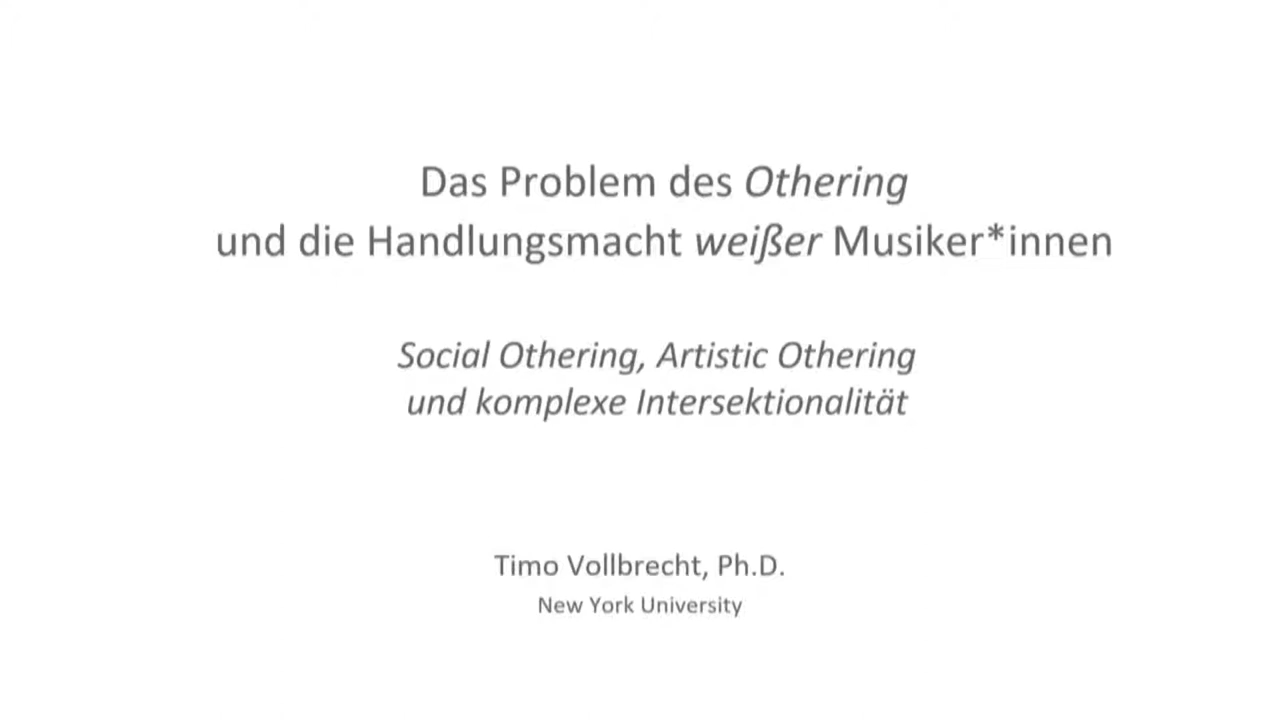 Das Problem des Othering
und die Handlungsmacht weißer Musiker*innen
Social Othering, Artistic Othering
und komplexe Intersektionalität
Timo Vollbrecht, Ph.D.
New York University